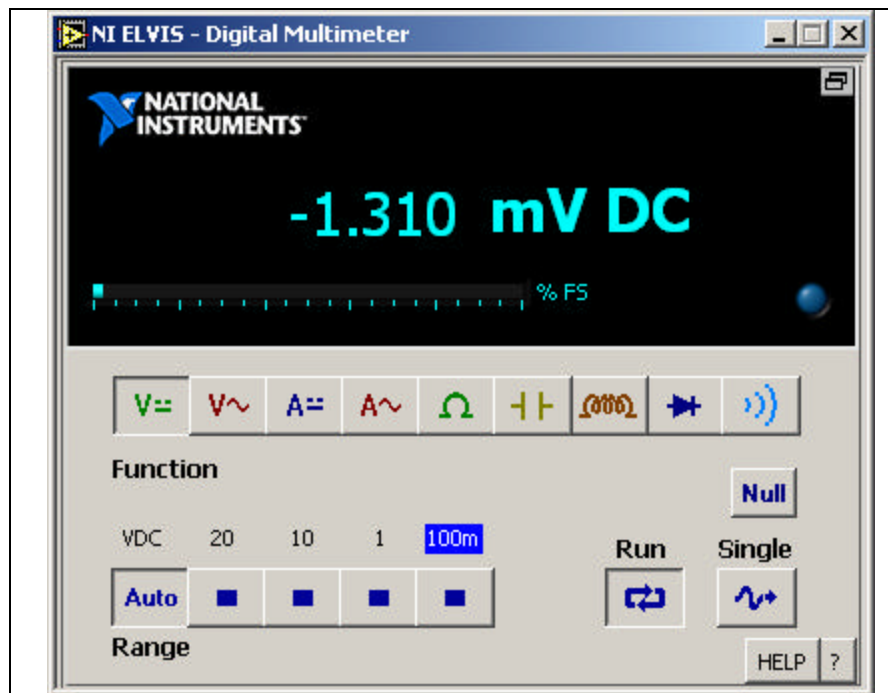 NI ELVIS - Digital Multimeter
NATIONAL
INSTRUMENTS
-1.310 mV DC
% FS
V V A A Ω
Function
Null
VDC 20 10 1 100m
Run Single
Auto
Range
HELP ?